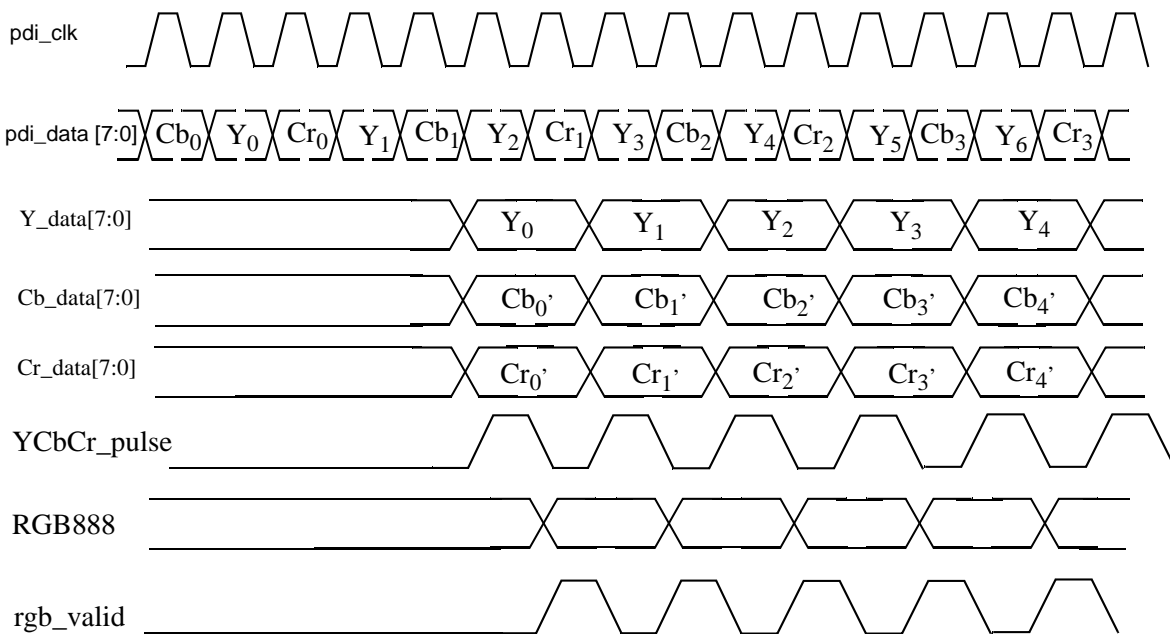 pdi_clk
pdi_data [7:0] Cb0 Y0 Cr0 Y1 Cb1 Y2 Cr1 Y3 Cb2 Y4 Cr2 Y5 Cb3 Y6 Cr3
Y_data[7:0] Y0 Y1 Y2 Y3 Y4
Cb_data[7:0] Cb0’ Cb1’ Cb2’ Cb3’ Cb4’
Cr_data[7:0] Cr0’ Cr1’ Cr2’ Cr3’ Cr4’
YCbCr_pulse
RGB888
rgb_valid